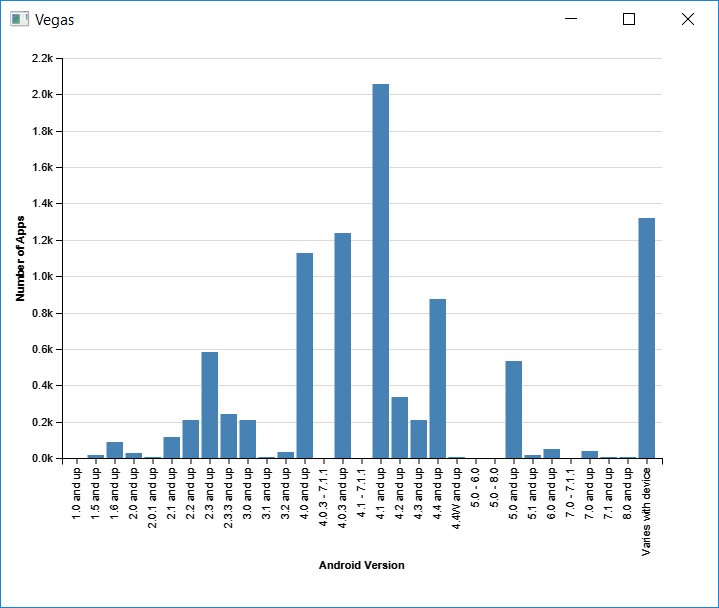 Vegas
2.2k
2.0k
1.8k
1.6k
1.4k
1.2k
1.0k
0.8k
0.6k
0.4k
0.2k
0.0k
Number of Apps
1.0 and up
1.5 and up
1.6 and up
2.0 and up
2.0.1 and up
2.1 and up
2.2 and up
2.3 and up
2.3.3 and up
3.0 and up
3.1 and up
3.2 and up
4.0 and up
4.0.3 - 7.1.1
4.0.3 and up
4.1 - 7.1.1
4.1 and up
4.2 and up
4.3 and up
4.4 and up
4.4W and up
5.0 - 6.0
5.0 - 8.0
5.0 and up
5.1 and up
6.0 and up
7.0 - 7.1.1
7.0 and up
7.1 and up
8.0 and up
Varies with device
Android Version